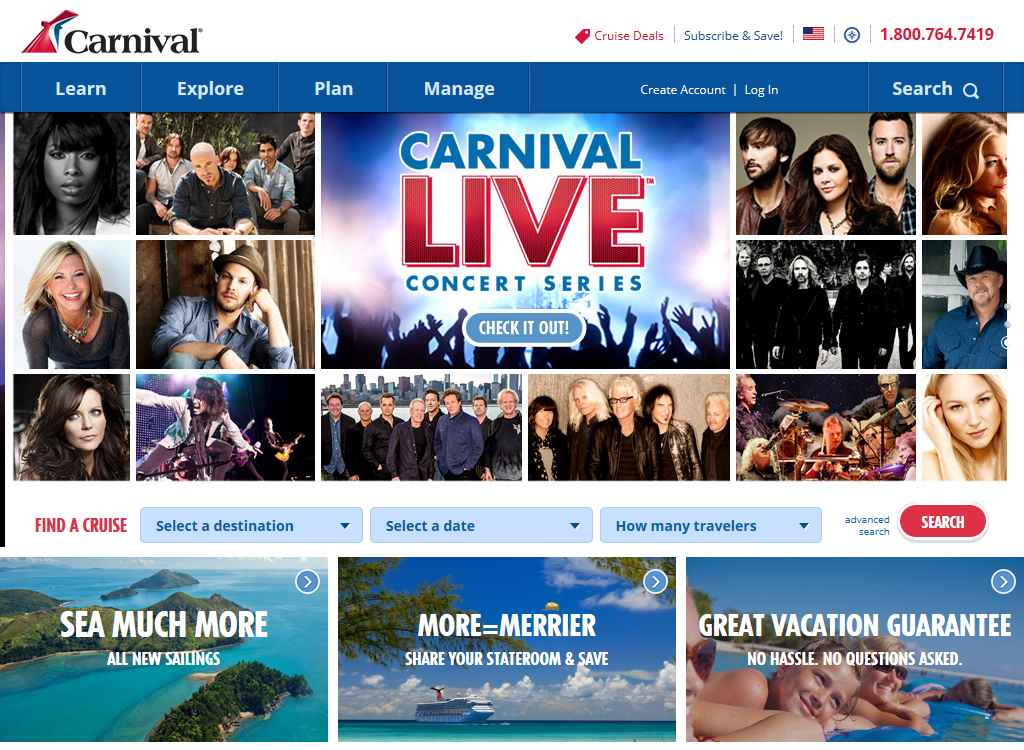 Carnival®
Cruise Deals
Subscribe & Save!
1.800.764.7419
Learn
Explore
Plan
Manage
Create Account | Log In
Search
CARNIVAL
LIVE™
CONCERT SERIES
CHECK IT OUT!
FIND A CRUISE
Select a destination
Select a date
How many travelers
advanced
search
SEARCH
SEA MUCH MORE
ALL NEW SAILINGS
MORE=MERRIER
SHARE YOUR STATEROOM & SAVE
GREAT VACATION GUARANTEE
NO HASSLE. NO QUESTIONS ASKED.